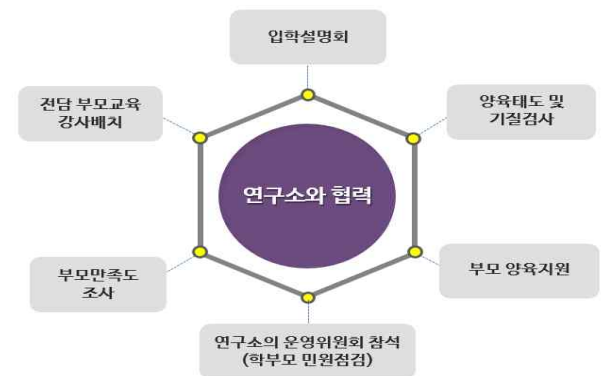 입학설명회
전담 부모교육
강사배치
양육태도 및
기질검사
연구소와 협력
부모만족도
조사
부모 양육지원
연구소의 운영위원회 참석
(학부모 민원점검)